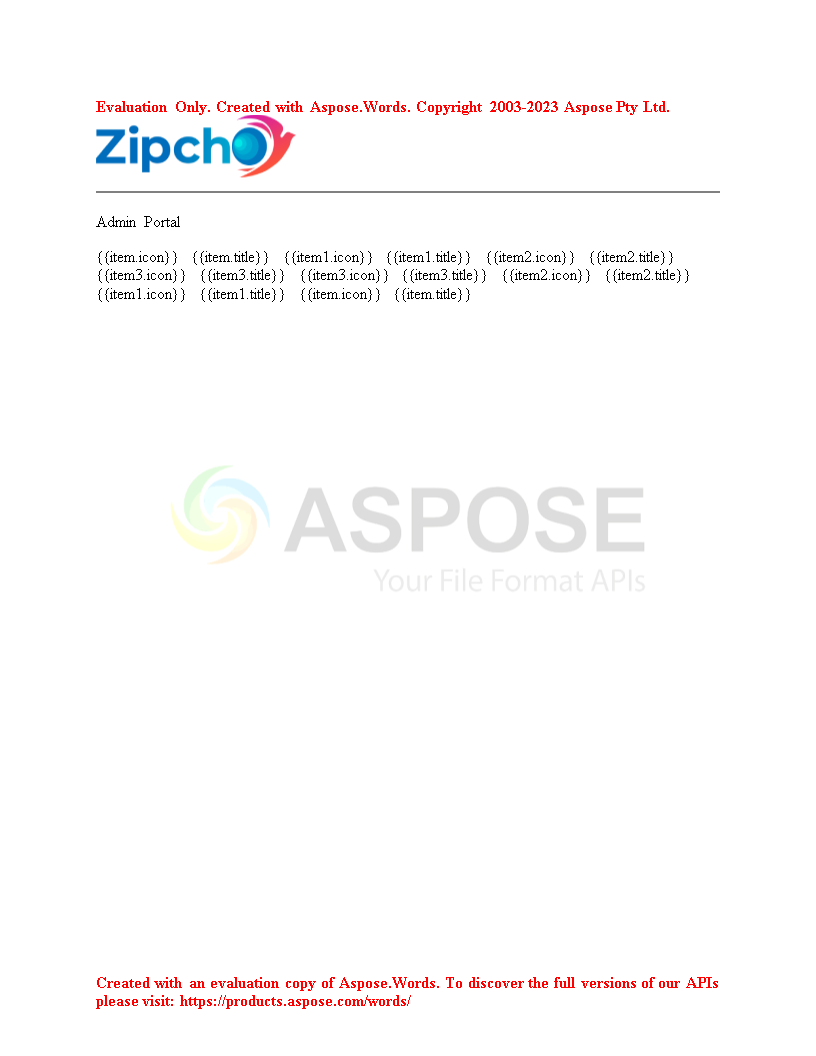 Evaluation Only. Created with Aspose.Words. Copyright 2003-2023 Aspose Pty Ltd.
Zipcho
Admin Portal
{{item.icon}} {{item.title}} {{item1.icon}} {{item1.title}} {{item2.icon}} {{item2.title}}
{{item3.icon}} {{item3.title}} {{item3.icon}} {{item3.title}} {{item2.icon}} {{item2.title}}
{{item1.icon}} {{item1.title}} {{item.icon}} {{item.title}}
ASPOSE
Your File Format APIs
Created with an evaluation copy of Aspose.Words. To discover the full versions of our APIs
please visit: https://products.aspose.com/words/